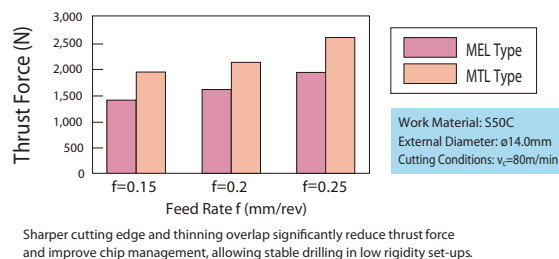 Thrust Force (N)
3,000
2,500
2,000
1,500
1,000
500
0
f=0.15 f=0.2 f=0.25
Feed Rate f (mm/rev)
MEL Type
MTL Type
Work Material: S50C
External Diameter: ø14.0mm
Cutting Conditions: vc=80m/min
Sharper cutting edge and thinning overlap significantly reduce thrust force
and improve chip management, allowing stable drilling in low rigidity set-ups.